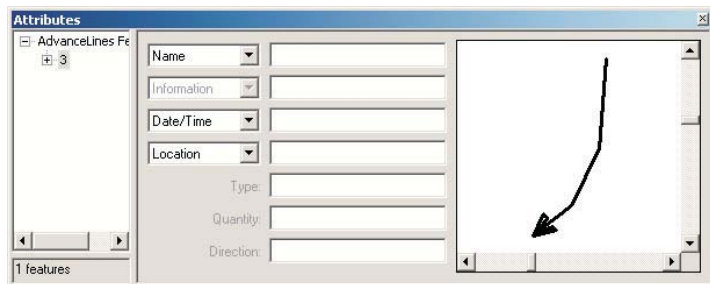 Attributes
AdvanceLines Fe
3
Name
Information
Date/Time
Location
Type:
Quantity:
Direction:
1 features